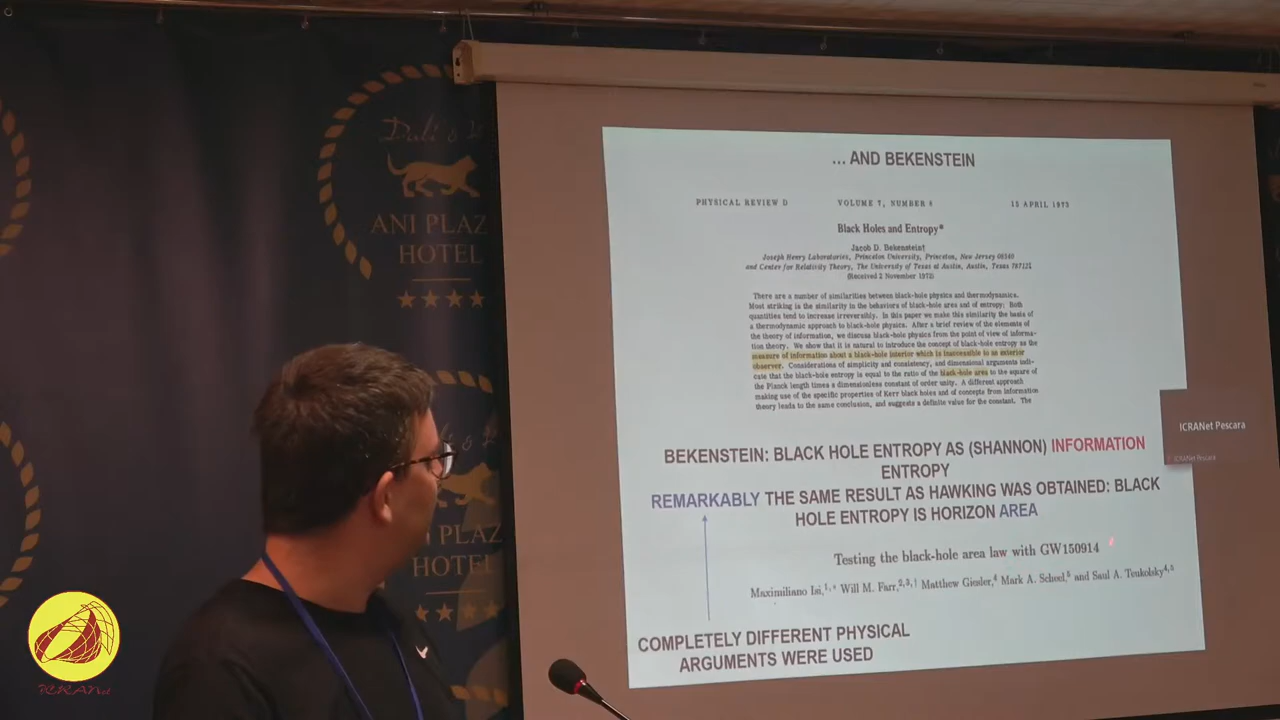 ... AND BEKENSTEIN
PHYSICAL REVIEW D VOLUME 7, NUMBER 8 15 APRIL 1973
Black Holes and Entropy*
Jacob D. Bekenstein†
Joseph Henry Laboratories, Princeton University, Princeton, New Jersey 08540
and Center for Relativity Theory, The University of Texas at Austin, Austin, Texas 78712‡
(Received 2 November 1972)
There are a number of similarities between black-hole physics and thermodynamics.
Most striking is the similarity in the behaviors of black-hole area and of entropy: Both
quantities tend to increase irreversibly. In this paper we make this similarity the basis of
a thermodynamic approach to black-hole physics. After a brief review of the elements of
the theory of information, we discuss black-hole physics from the point of view of informa-
tion theory. We show that it is natural to introduce the concept of black-hole entropy as the
measure of information about a black-hole interior which is inaccessible to an exterior
observer. Considerations of simplicity and consistency, and dimensional arguments indi-
cate that the black-hole entropy is equal to the ratio of the black-hole area to the square of
the Planck length times a dimensionless constant of order unity. A different approach
making use of the specific properties of Kerr black holes and of concepts from information
theory leads to the same conclusion, and suggests a definite value for the constant. The
BEKENSTEIN: BLACK HOLE ENTROPY AS (SHANNON) INFORMATION
ENTROPY
REMARKABLY THE SAME RESULT AS HAWKING WAS OBTAINED: BLACK
HOLE ENTROPY IS HORIZON AREA
Testing the black-hole area law with GW150914
Maximiliano Isi,1,* Will M. Farr,2,3,† Matthew Giesler,4 Mark A. Scheel,5 and Saul A. Teukolsky4,5
COMPLETELY DIFFERENT PHYSICAL
ARGUMENTS WERE USED
ICRANet Pescara
ICRANet Pescara
ANI PLAZ
HOTEL
PLAZ
HOTEL
ICRANet